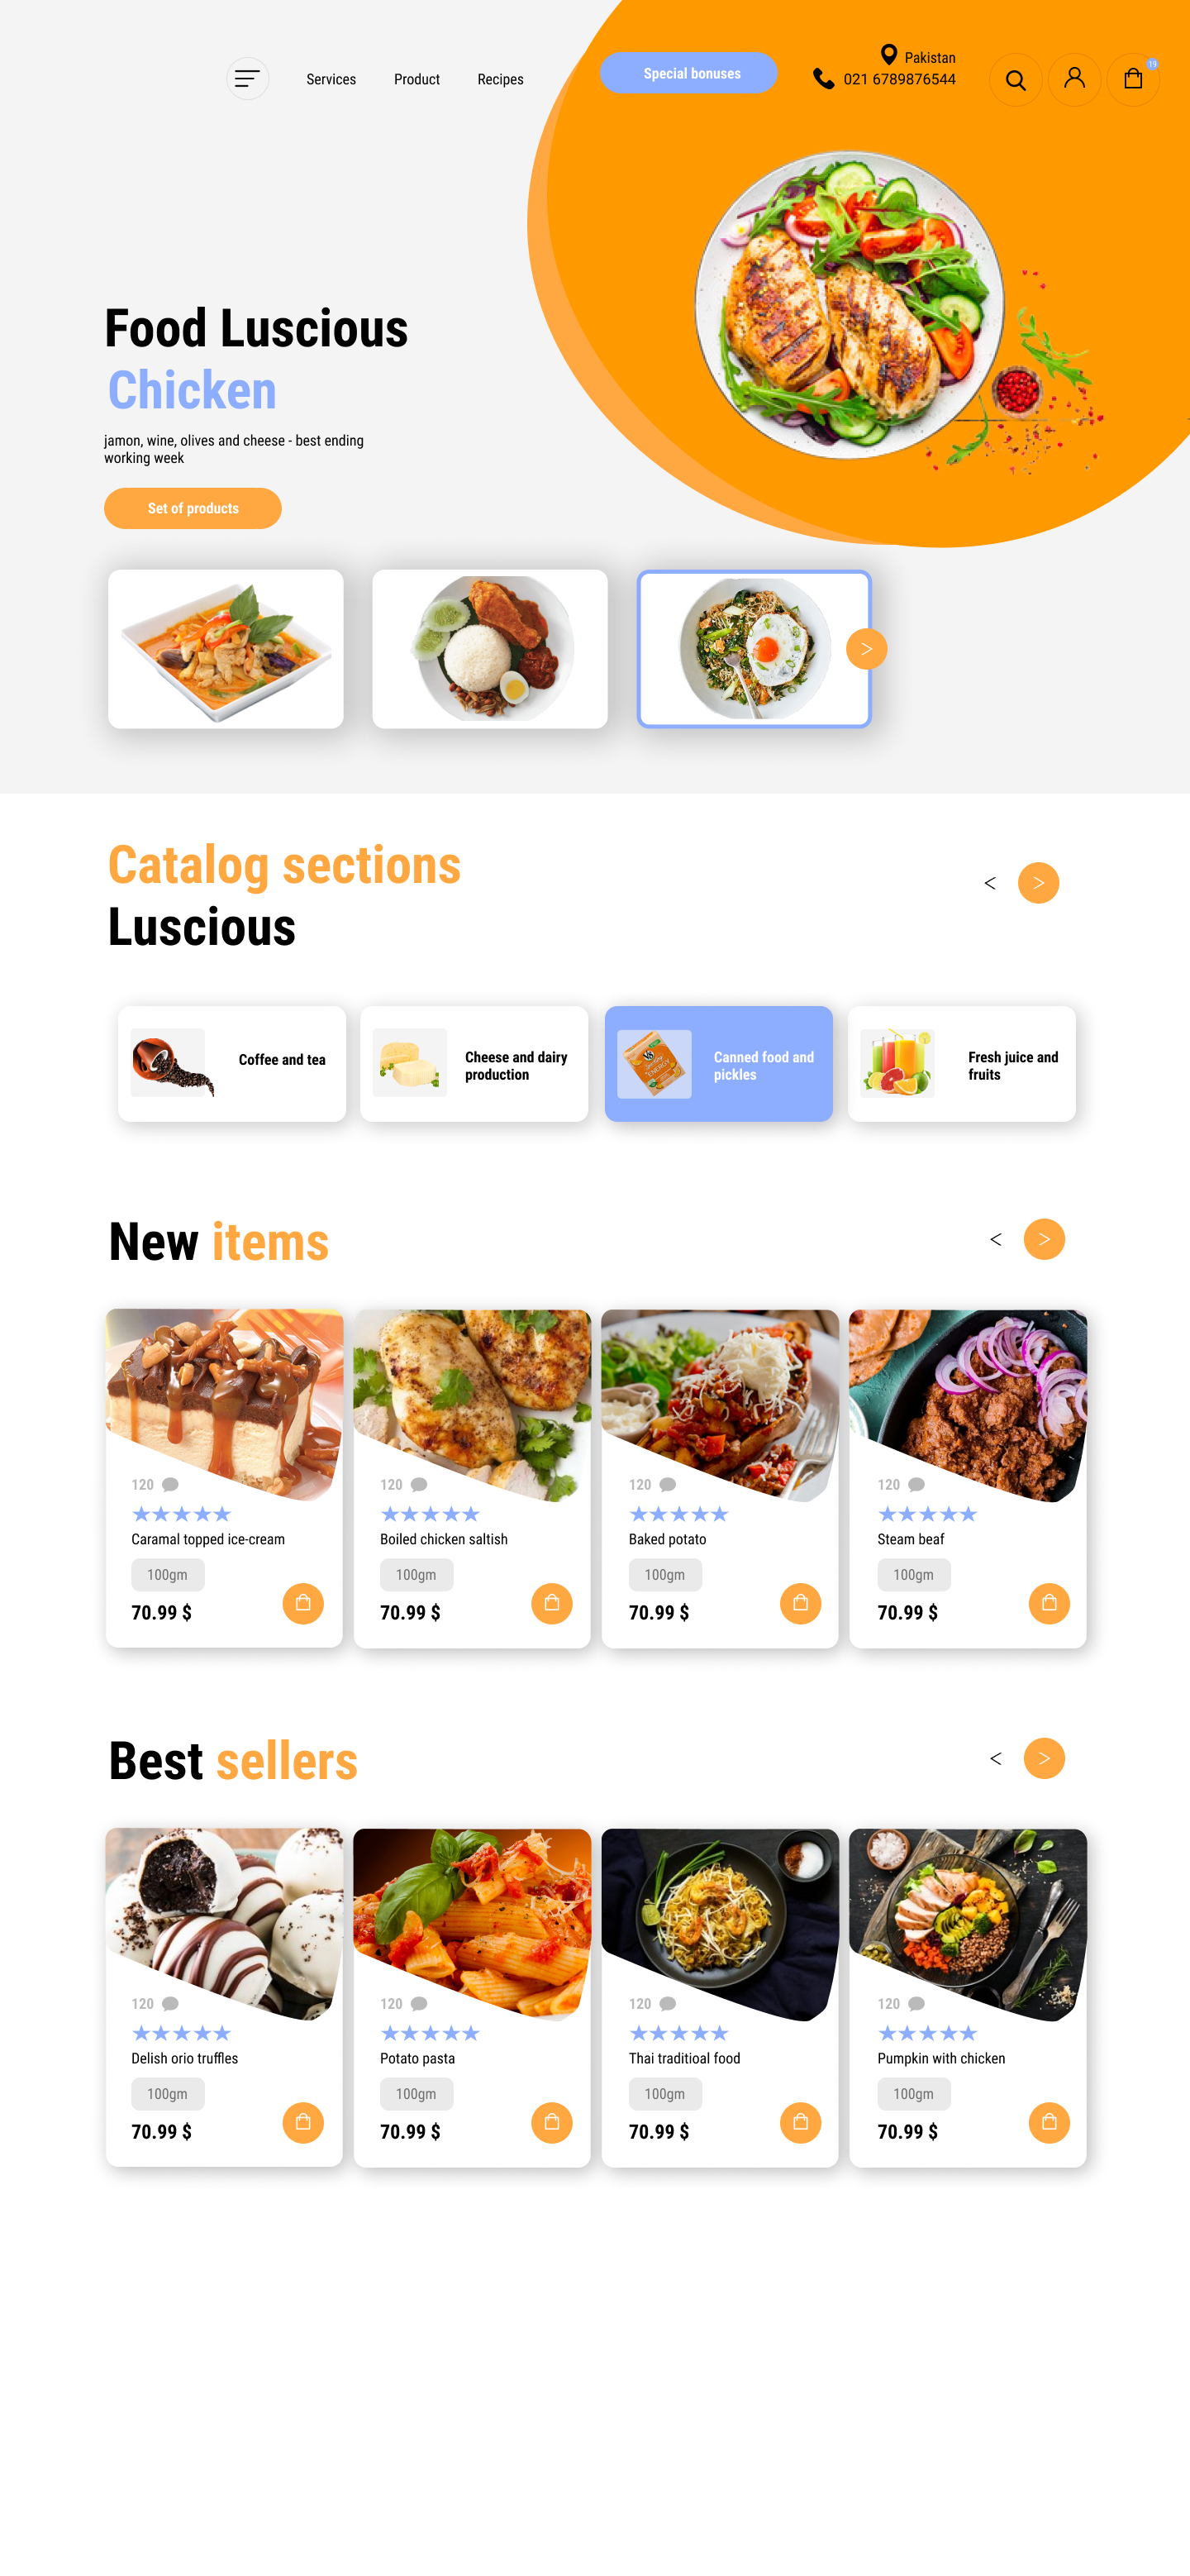 Services
Product
Recipes
Special bonuses
Pakistan
021 6789876544
19
Food Luscious
Chicken
jamon, wine, olives and cheese - best ending
working week
Set of products
>
Catalog sections
Luscious
< >
Coffee and tea
Cheese and dairy
production
V8
ENERGY
Canned food and
pickles
Fresh juice and
fruits
New items
< >
120
Caramal topped ice-cream
100gm
70.99 $
120
Boiled chicken saltish
100gm
70.99 $
120
Baked potato
100gm
70.99 $
120
Steam beaf
100gm
70.99 $
Best sellers
< >
120
Delish orio truffles
100gm
70.99 $
120
Potato pasta
100gm
70.99 $
120
Thai traditioal food
100gm
70.99 $
120
Pumpkin with chicken
100gm
70.99 $